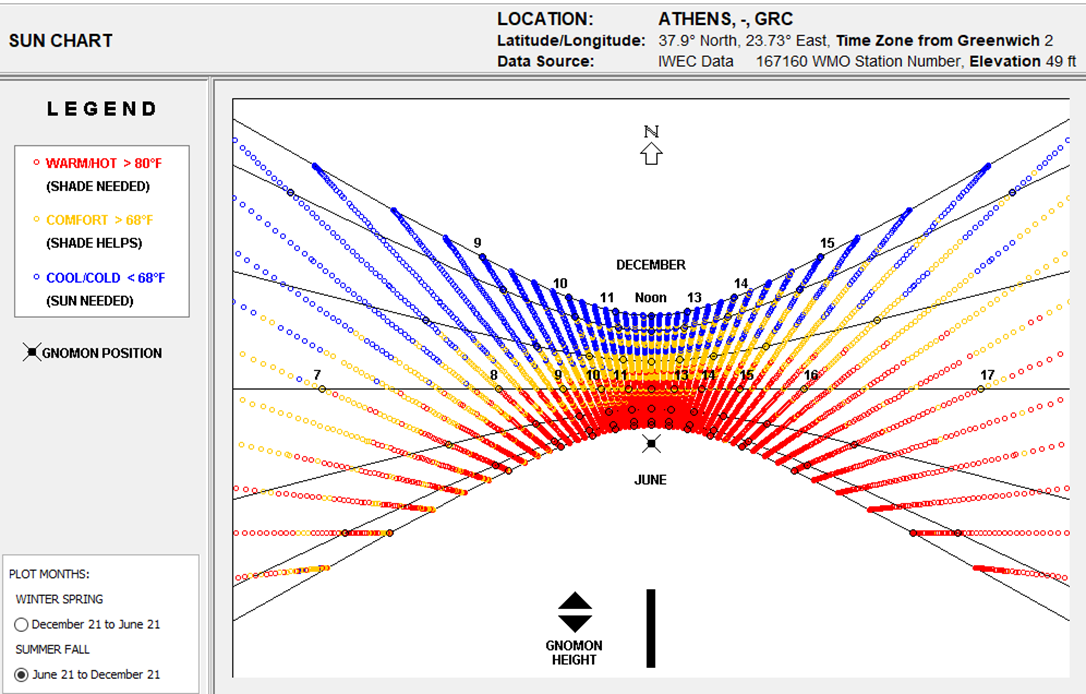 SUN CHART
LOCATION: ATHENS, -, GRC
Latitude/Longitude: 37.9° North, 23.73° East, Time Zone from Greenwich 2
Data Source: IWEC Data 167160 WMO Station Number, Elevation 49 ft
LEGEND
WARM/HOT > 80°F
(SHADE NEEDED)
COMFORT > 68°F
(SHADE HELPS)
COOL/COLD < 68°F
(SUN NEEDED)
GNOMON POSITION
PLOT MONTHS:
WINTER SPRING
December 21 to June 21
SUMMER FALL
June 21 to December 21
N
9 15
DECEMBER
10 11 Noon 13 14
7 8 9 10 11 13 14 15 16 17
JUNE
GNOMON
HEIGHT